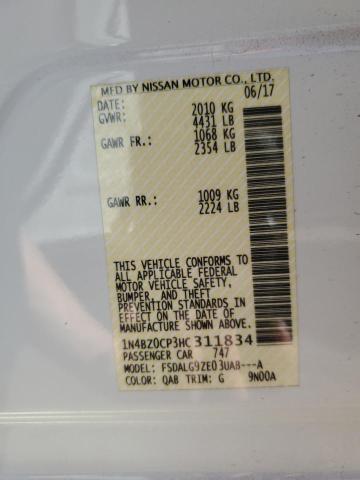 MFD BY NISSAN MOTOR CO., LTD.
DATE: 06/17
GVWR: 2010 KG
4431 LB
GAWR FR.: 1068 KG
2354 LB
GAWR RR.: 1009 KG
2224 LB
THIS VEHICLE CONFORMS TO
ALL APPLICABLE FEDERAL
MOTOR VEHICLE SAFETY,
BUMPER, AND THEFT
PREVENTION STANDARDS IN
EFFECT ON THE DATE OF
MANUFACTURE SHOWN ABOVE.
1N4BZ0CP3HC 311834
PASSENGER CAR 747
MODEL: FSDALG9ZE03UAB---A
COLOR: QAB TRIM: G 9N00A